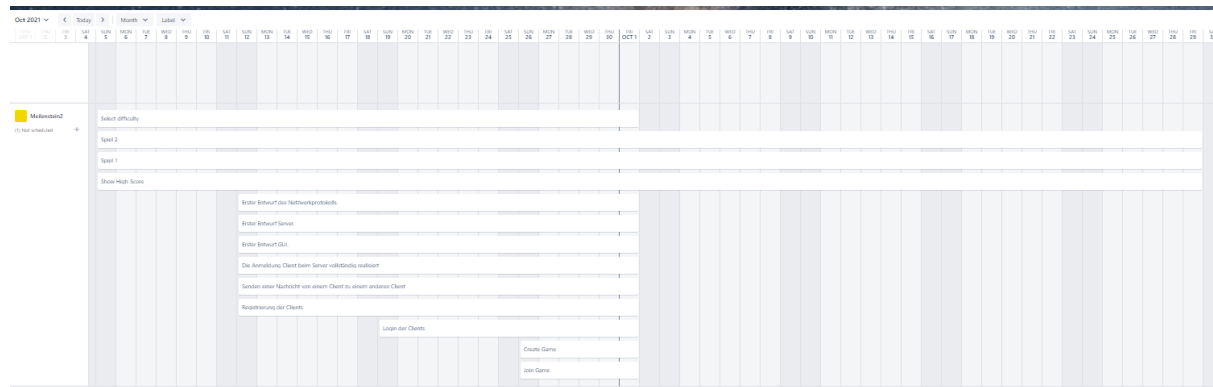 Oct 2021 Today Month Label
SAT SUN MON TUE WED THU FRI SAT SUN MON TUE WED THU FRI SAT SUN MON TUE WED THU FRI SAT SUN MON TUE WED THU FRI SAT SUN MON TUE WED THU FRI SAT SUN MON TUE WED THU FRI SAT SUN MON TUE WED THU FRI
3 4 5 6 7 8 9 10 11 12 13 14 15 16 17 18 19 20 21 22 23 24 25 26 27 28 29 30 OCT 1 2 3 4 5 6 7 8 9 10 11 12 13 14 15 16 17 18 19 20 21 22 23 24 25 26 27 28 29
Meilenstein2
(1) Not scheduled +
Select difficulty
Spiel 2
Spiel 1
Show High Score
Erster Entwurf des Netzwerkprotokolls.
Erster Entwurf Server.
Erster Entwurf GUI.
Die Anmeldung Client beim Server vollständig realisiert
Senden einer Nachricht von einem Client zu einem anderen Client
Registrierung der Clients
Login der Clients
Create Game
Join Game